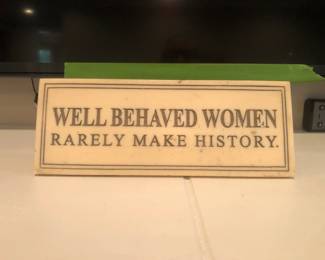 WELL BEHAVED WOMEN
RARELY MAKE HISTORY.